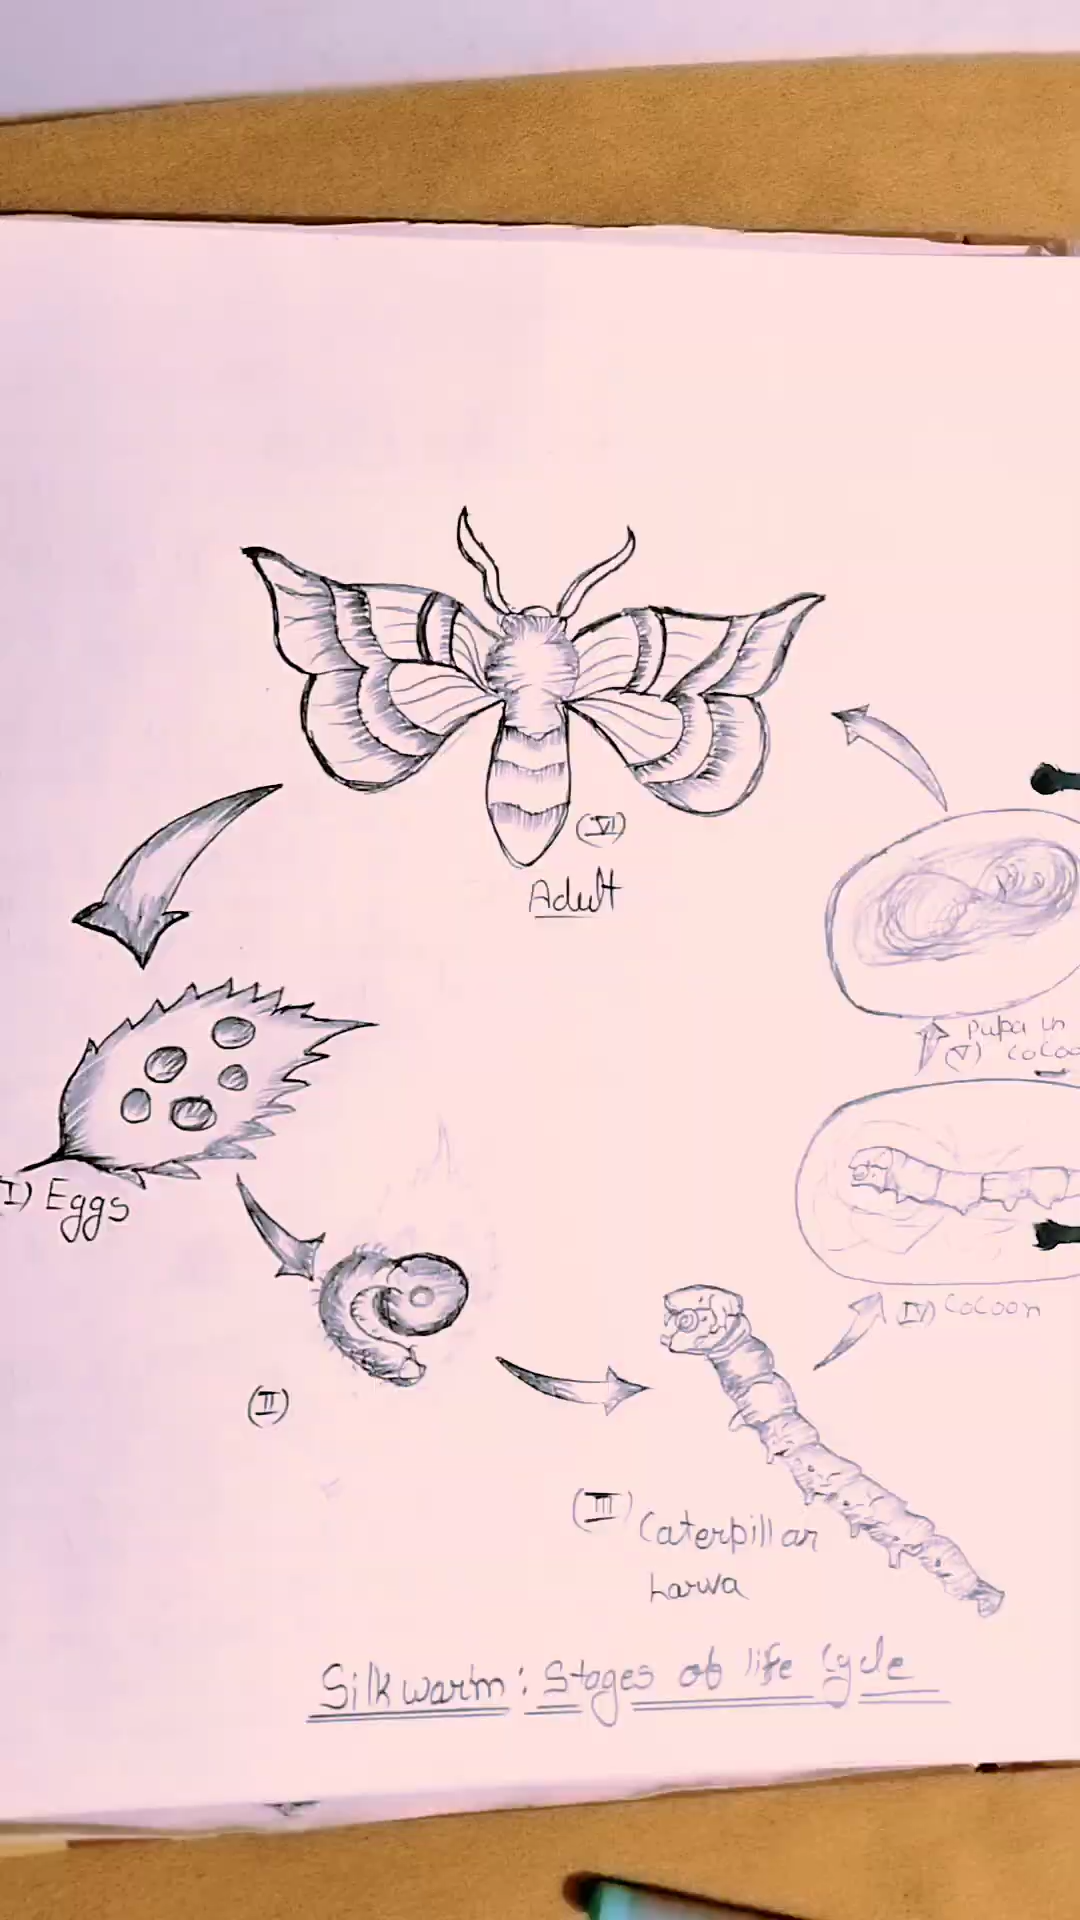 (VI)
Adult
Pupa in
(V) Cocoo
I) Eggs
(IV) Cocoon
(II)
(III) Caterpillar
Larva
Silkwarm: Stages of life Cycle